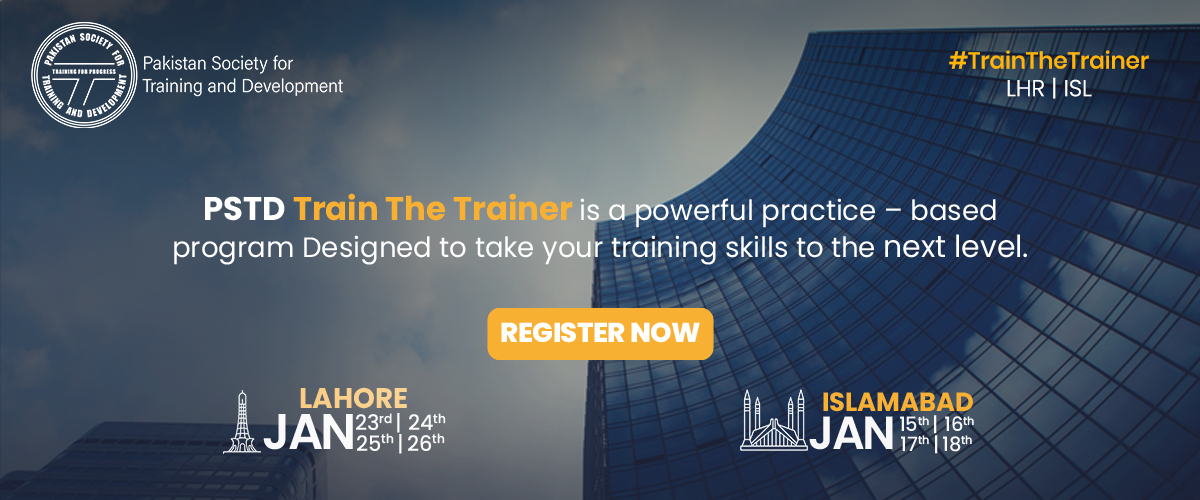 PAKISTAN SOCIETY FOR
TRAINING FOR PROGRESS
TRAINING AND DEVELOPMENT
Pakistan Society for
Training and Development
#TrainTheTrainer
LHR | ISL
PSTD Train The Trainer is a powerful practice – based
program Designed to take your training skills to the next level.
REGISTER NOW
LAHORE
JAN 23rd | 24th
25th | 26th
ISLAMABAD
JAN 15th | 16th
17th | 18th